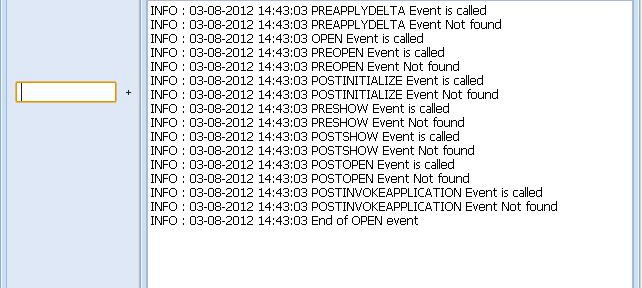 INFO : 03-08-2012 14:43:03 PREAPPLYDELTA Event is called
INFO : 03-08-2012 14:43:03 PREAPPLYDELTA Event Not found
INFO : 03-08-2012 14:43:03 OPEN Event is called
INFO : 03-08-2012 14:43:03 PREOPEN Event is called
INFO : 03-08-2012 14:43:03 PREOPEN Event Not found
INFO : 03-08-2012 14:43:03 POSTINITIALIZE Event is called
INFO : 03-08-2012 14:43:03 POSTINITIALIZE Event Not found
INFO : 03-08-2012 14:43:03 PRESHOW Event is called
INFO : 03-08-2012 14:43:03 PRESHOW Event Not found
INFO : 03-08-2012 14:43:03 POSTSHOW Event is called
INFO : 03-08-2012 14:43:03 POSTSHOW Event Not found
INFO : 03-08-2012 14:43:03 POSTOPEN Event is called
INFO : 03-08-2012 14:43:03 POSTOPEN Event Not found
INFO : 03-08-2012 14:43:03 POSTINVOKEAPPLICATION Event is called
INFO : 03-08-2012 14:43:03 POSTINVOKEAPPLICATION Event Not found
INFO : 03-08-2012 14:43:03 End of OPEN event
+